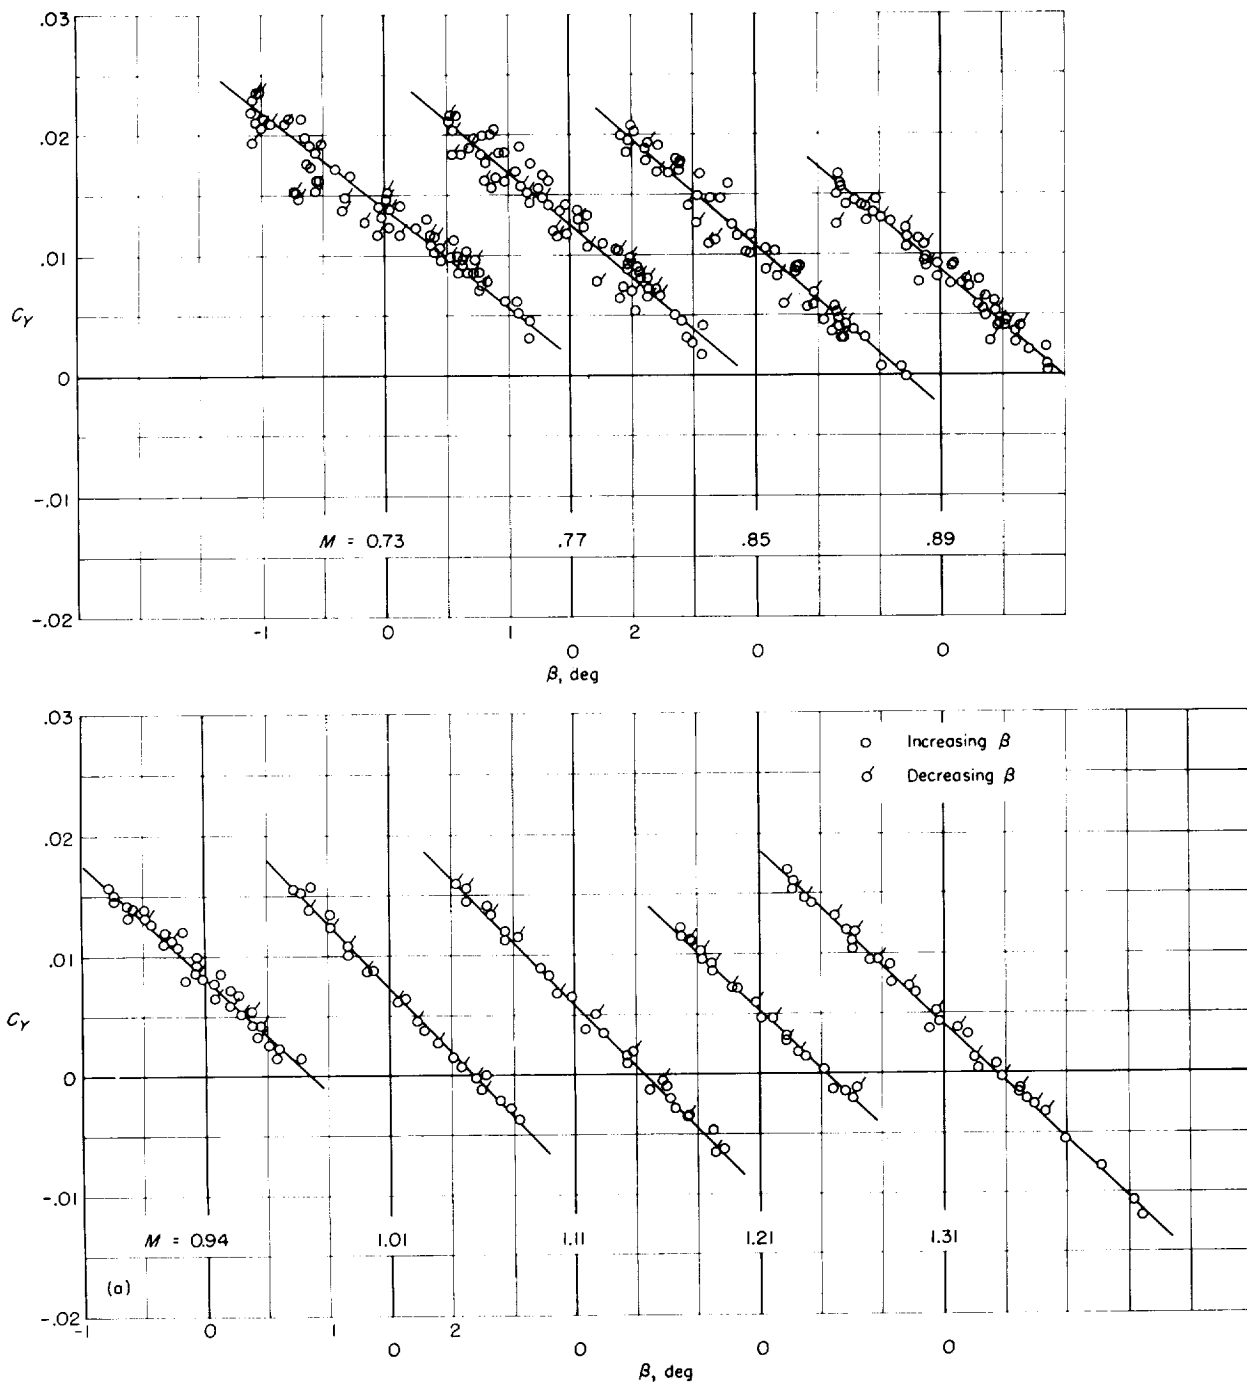 .03
.02
.01
C_Y
0
-.01
M = 0.73 .77 .85 .89
-.02
-1 0 1 2
0 0 0
β, deg
.03
○ Increasing β
Decreasing β
.02
.01
C_Y
0
-.01
M = 0.94 1.01 1.11 1.21 1.31
(a)
-.02
-1 0 1 2
0 0 0 0
β, deg